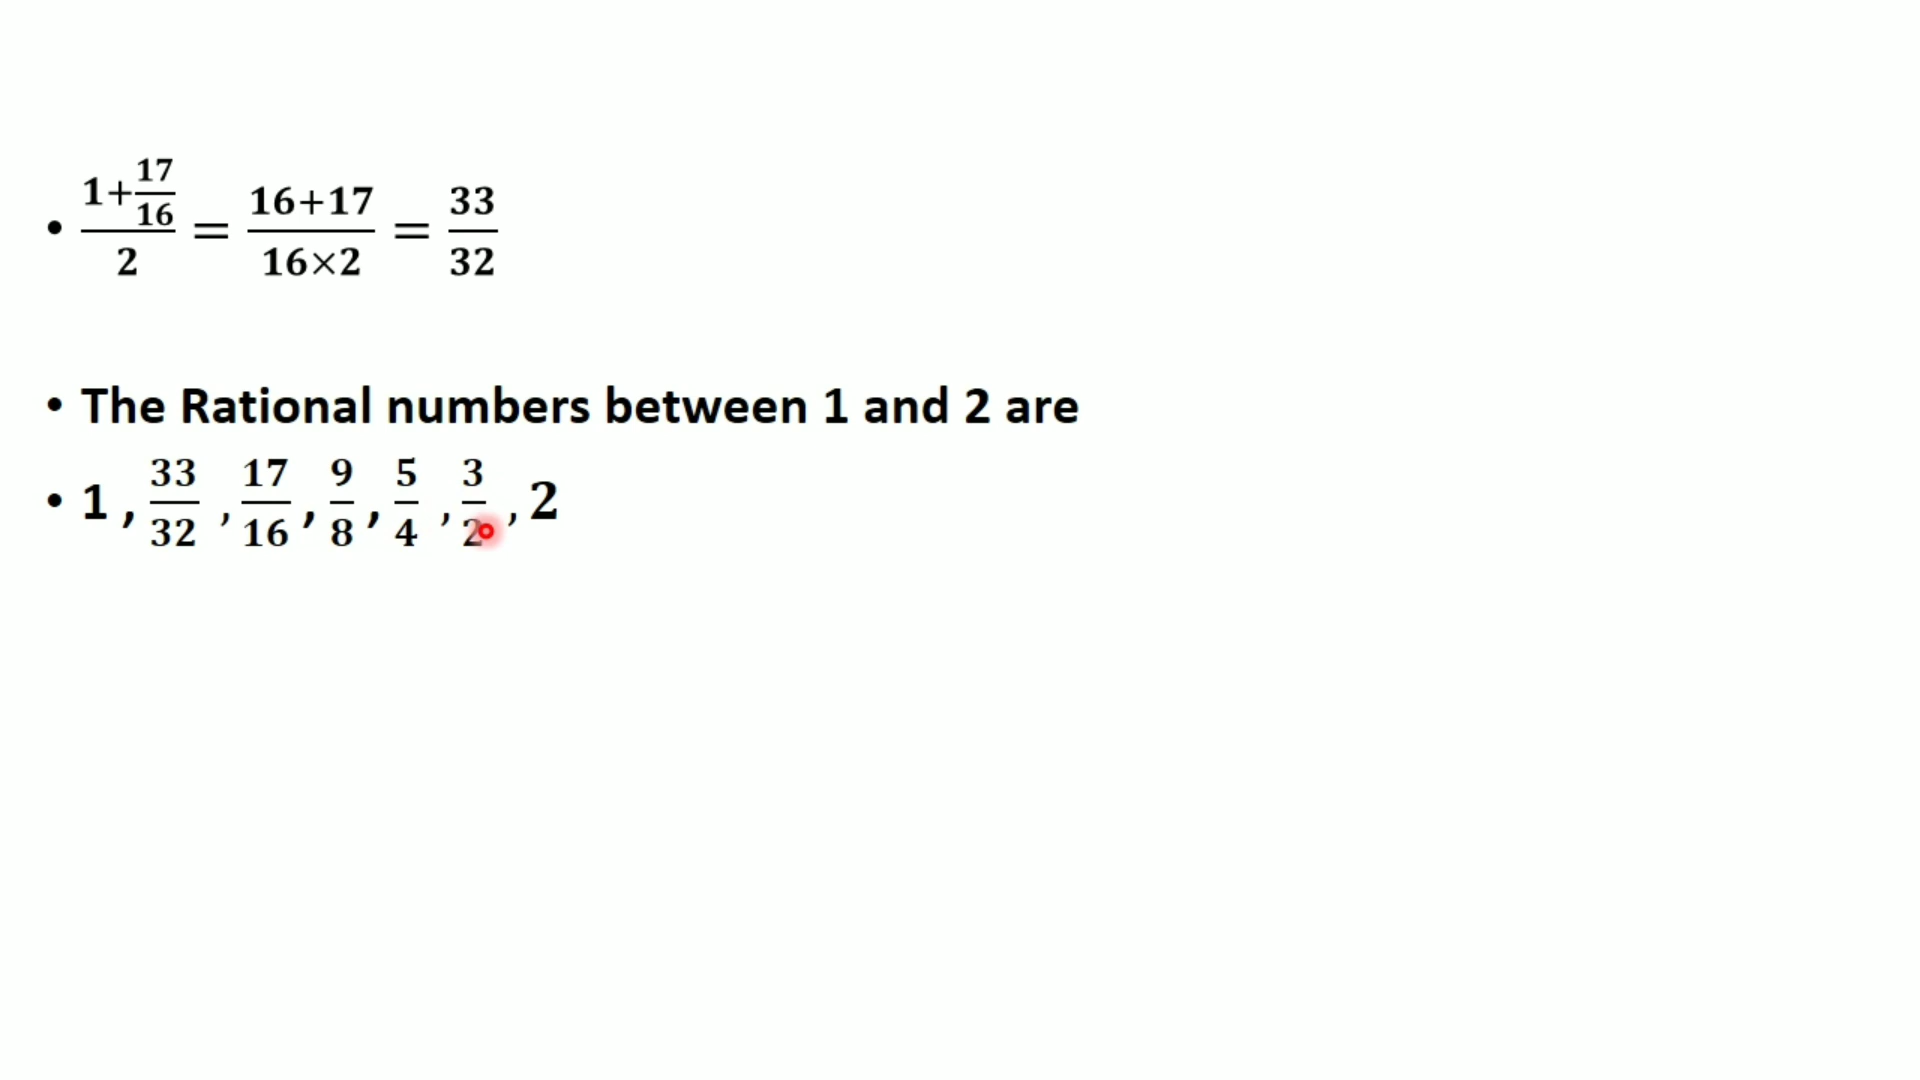 • (1+17/16)/2 = (16+17)/(16×2) = 33/32
• The Rational numbers between 1 and 2 are
• 1 , 33/32 , 17/16 , 9/8 , 5/4 , 3/2 , 2